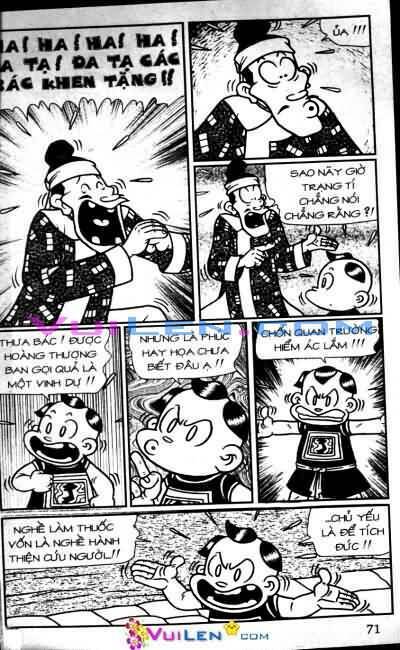 HA! HA! HA! HA!
ĐA TẠ! ĐA TẠ CÁC
BÁC KHEN TẶNG!!
ỦA !!!
SAO NÃY GIỜ
TRẠNG TÍ
CHẲNG NÓI
CHẲNG RẰNG ?!
THƯA BÁC ! ĐƯỢC
HOÀNG THƯỢNG
BAN GỌI QUẢ LÀ
MỘT VINH DỰ !!
NHƯNG LÀ PHÚC
HAY HỌA CHƯA
BIẾT ĐÂU Ạ !!
CHỐN QUAN TRƯỜNG
HIỂM ÁC LẮM !!!
VuiLen.com
NGHỀ LÀM THUỐC
VỐN LÀ NGHỀ HÀNH
THIỆN CỨU NGƯỜI..!!
...CHỦ YẾU
LÀ ĐỂ TÍCH
ĐỨC !!
71
VuiLen.com